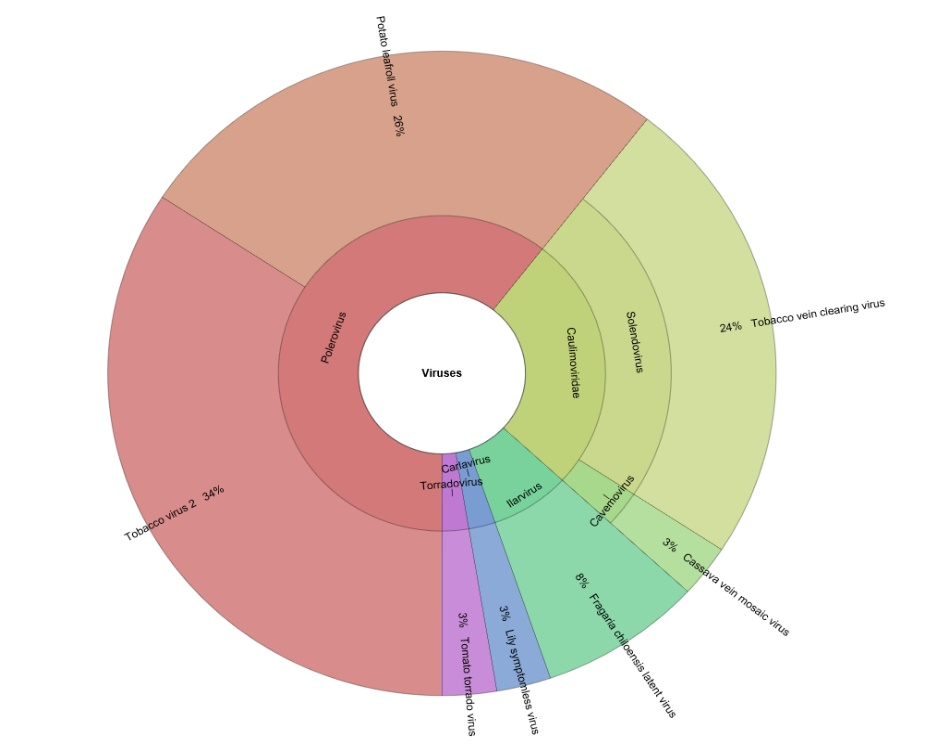 Potato leafroll virus 26%
Polerovirus
Viruses
Caulimoviridae
Solendovirus
24% Tobacco vein clearing virus
Carlavirus
Torradovirus
Ilarvirus
Cavemovirus
Tobacco virus 2 34%
3% Cassava vein mosaic virus
8% Fragaria chiloensis latent virus
3% Lily symptomless virus
3% Tomato torrado virus